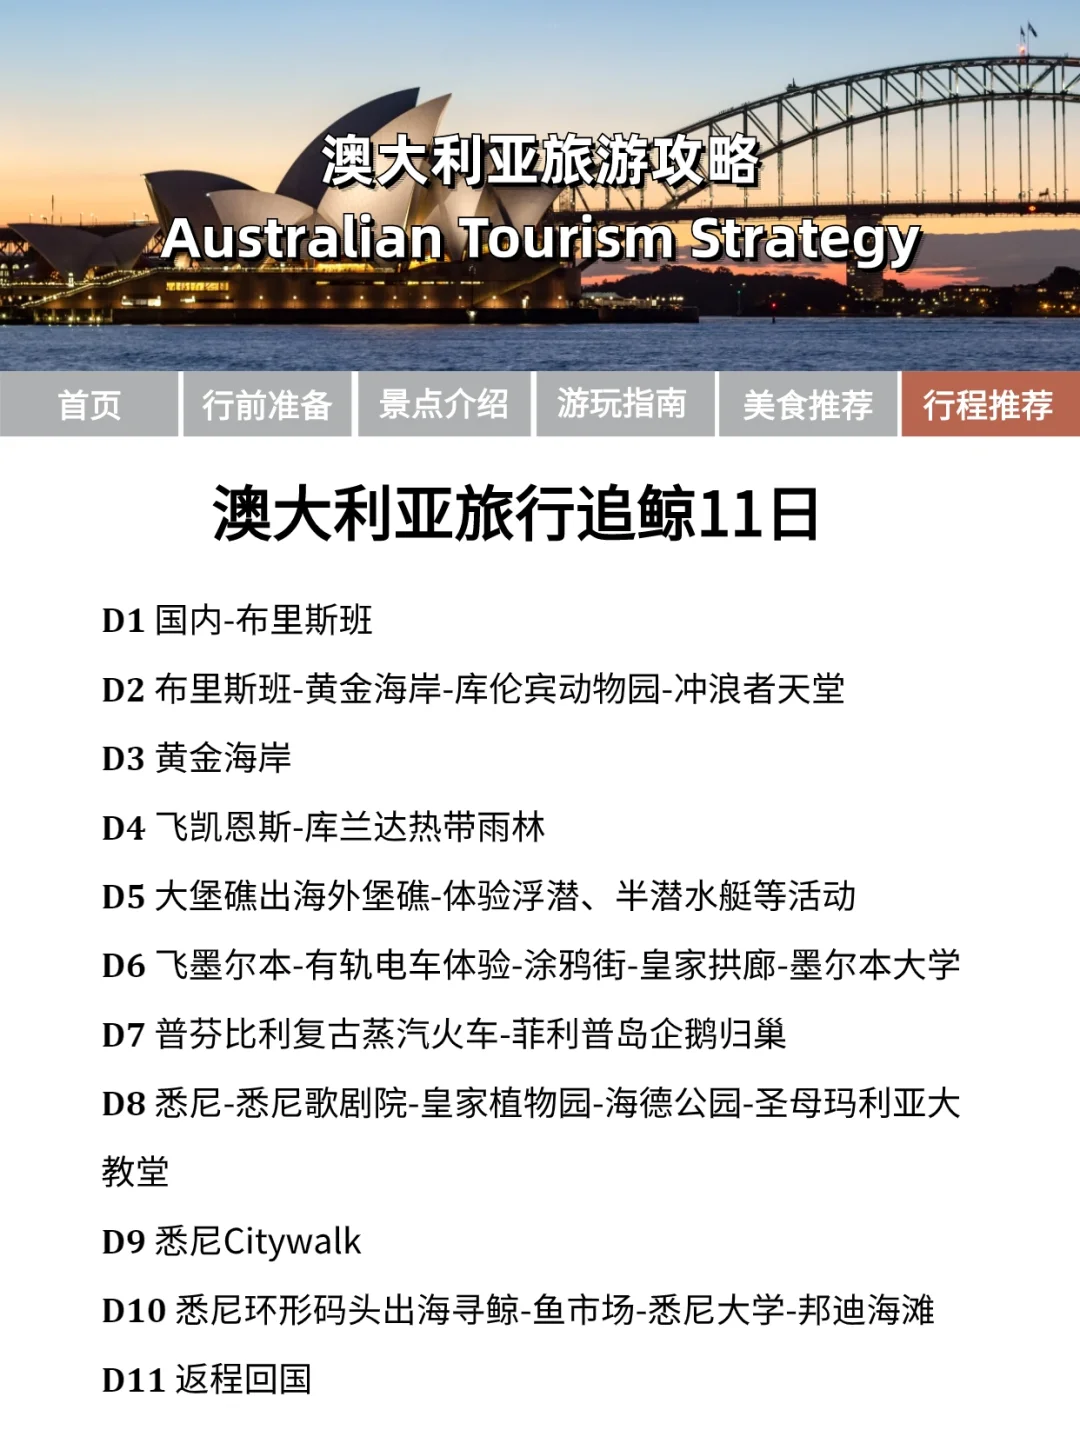 澳大利亚旅游攻略
Australian Tourism Strategy
首页 行前准备 景点介绍 游玩指南 美食推荐 行程推荐
澳大利亚旅行追鲸11日
D1 国内-布里斯班
D2 布里斯班-黄金海岸-库伦宾动物园-冲浪者天堂
D3 黄金海岸
D4 飞凯恩斯-库兰达热带雨林
D5 大堡礁出海外堡礁-体验浮潜、半潜水艇等活动
D6 飞墨尔本-有轨电车体验-涂鸦街-皇家拱廊-墨尔本大学
D7 普芬比利复古蒸汽火车-菲利普岛企鹅归巢
D8 悉尼-悉尼歌剧院-皇家植物园-海德公园-圣母玛利亚大
教堂
D9 悉尼Citywalk
D10 悉尼环形码头出海寻鲸-鱼市场-悉尼大学-邦迪海滩
D11 返程回国